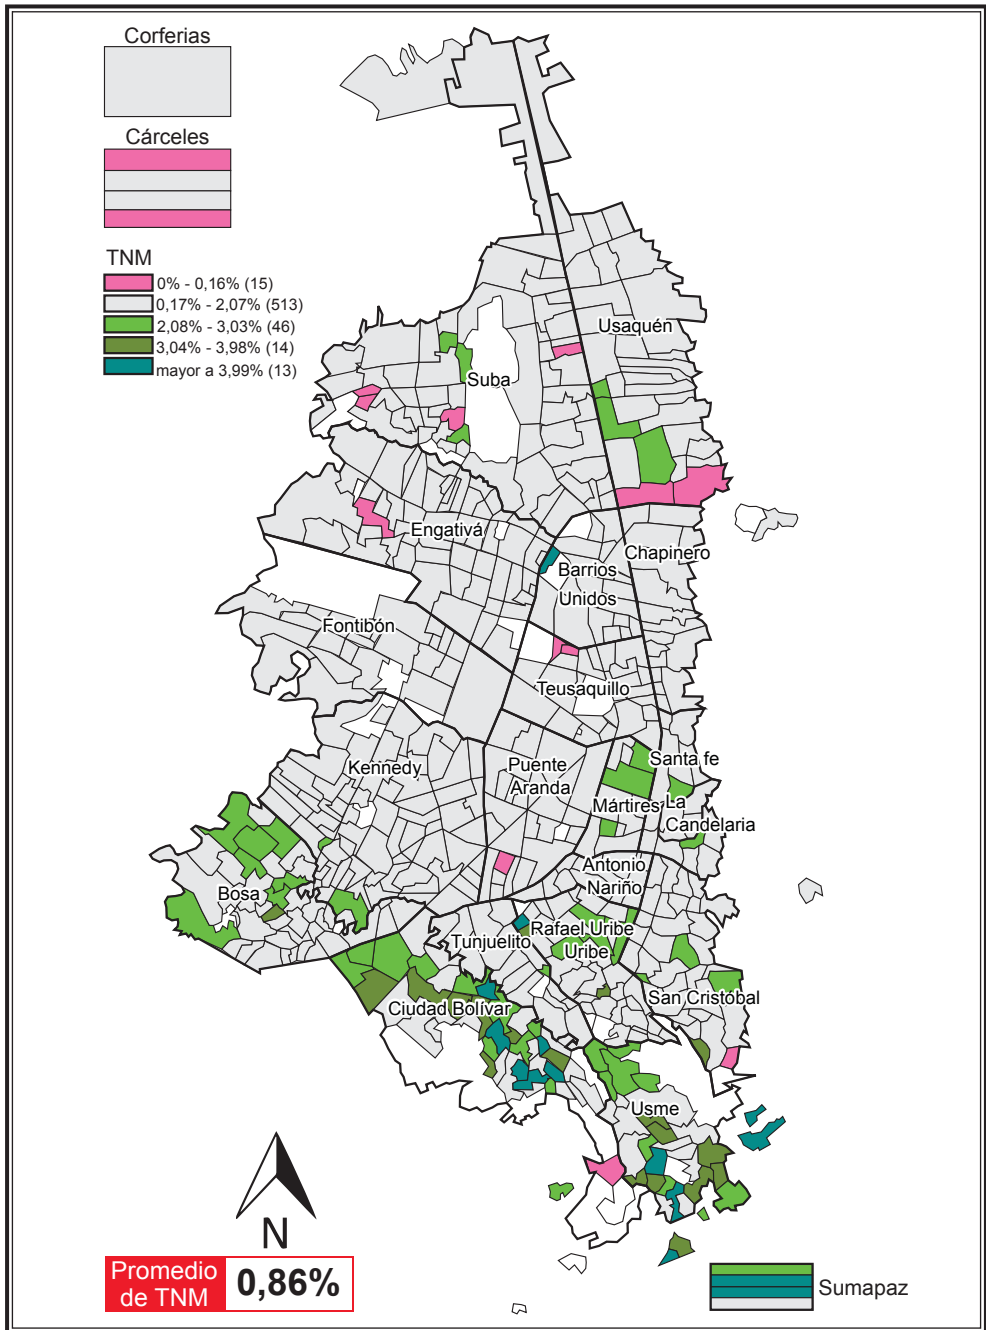 Corferias
Cárceles
TNM
0% - 0,16% (15)
0,17% - 2,07% (513)
2,08% - 3,03% (46)
3,04% - 3,98% (14)
mayor a 3,99% (13)
Usaquén
Suba
Engativá
Chapinero
Barrios
Unidos
Fontibón
Teusaquillo
Santa fe
Kennedy
Puente
Aranda
Mártires
La
Candelaria
Antonio
Nariño
Bosa
Rafael Uribe
Uribe
Tunjuelito
San Cristóbal
Ciudad Bolívar
Usme
N
Promedio
de TNM
0,86%
Sumapaz